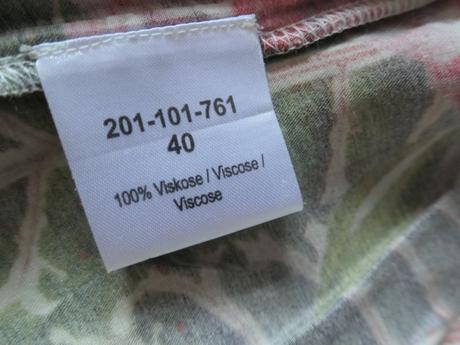 201-101-761
40
100% Viskose / Viscose /
Viscose